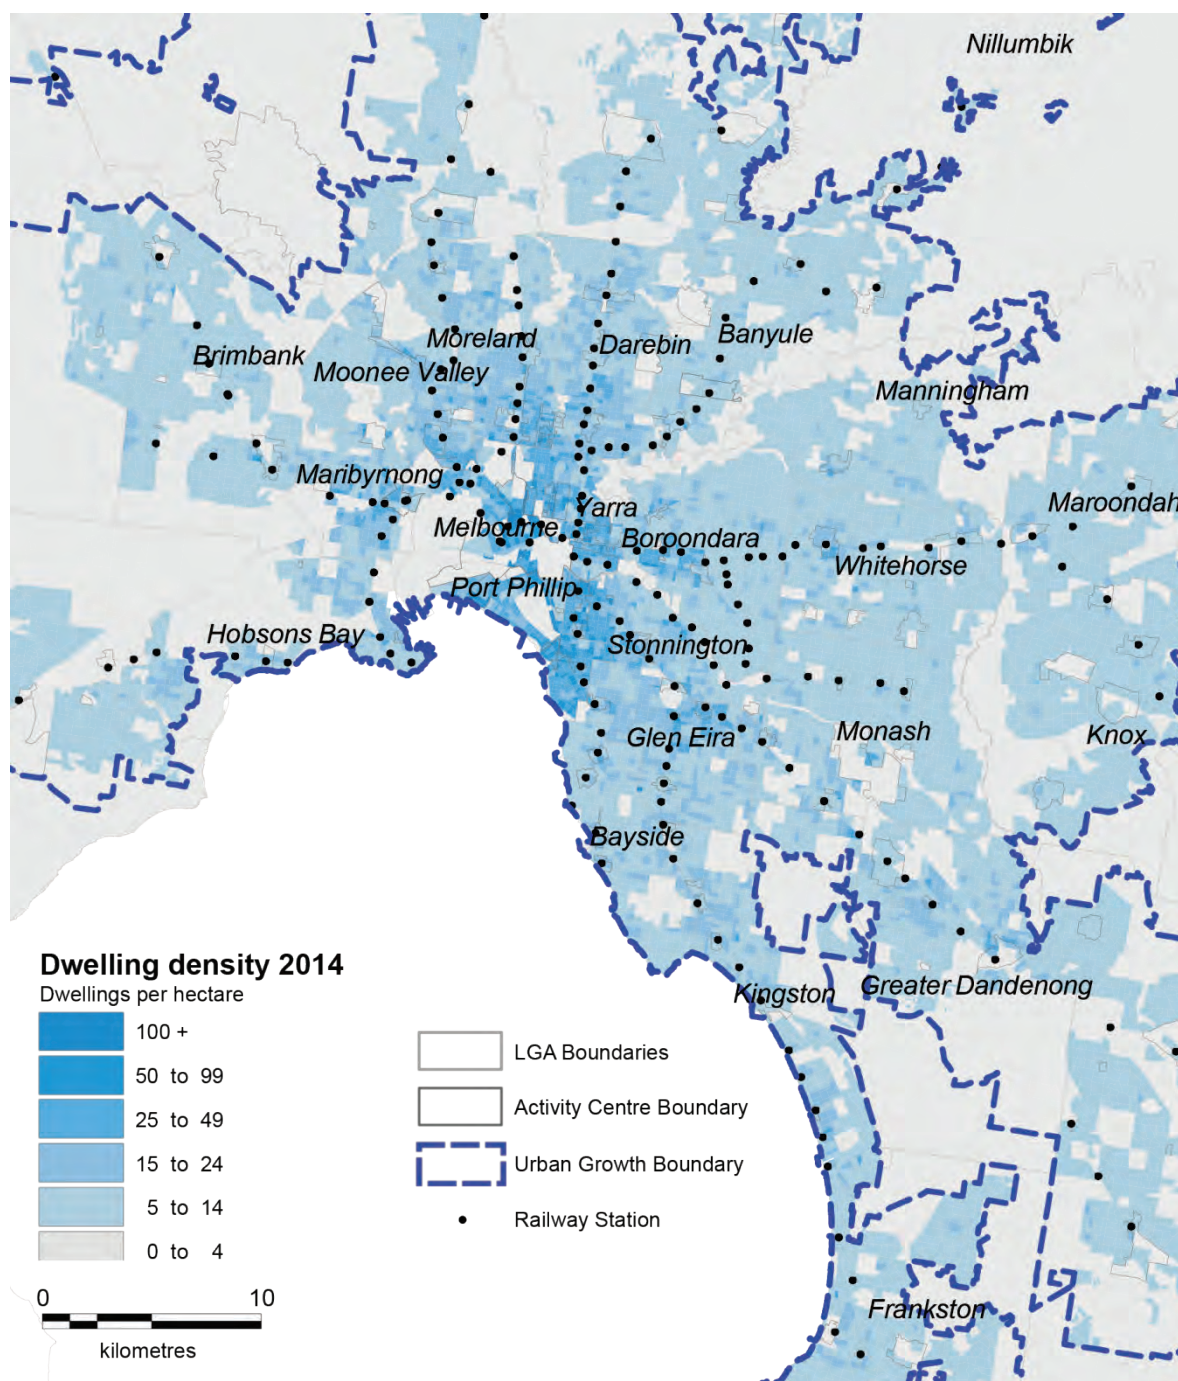 Nillumbik
Moreland
Darebin
Banyule
Brimbank
Moonee Valley
Manningham
Maribyrnong
Maroondah
Yarra
Melbourne
Boroondara
Whitehorse
Port Phillip
Hobsons Bay
Stonnington
Glen Eira
Monash
Knox
Bayside
Kingston
Greater Dandenong
Frankston
Dwelling density 2014
Dwellings per hectare
100 +
50 to 99
25 to 49
15 to 24
5 to 14
0 to 4
LGA Boundaries
Activity Centre Boundary
Urban Growth Boundary
Railway Station
0 10
kilometres